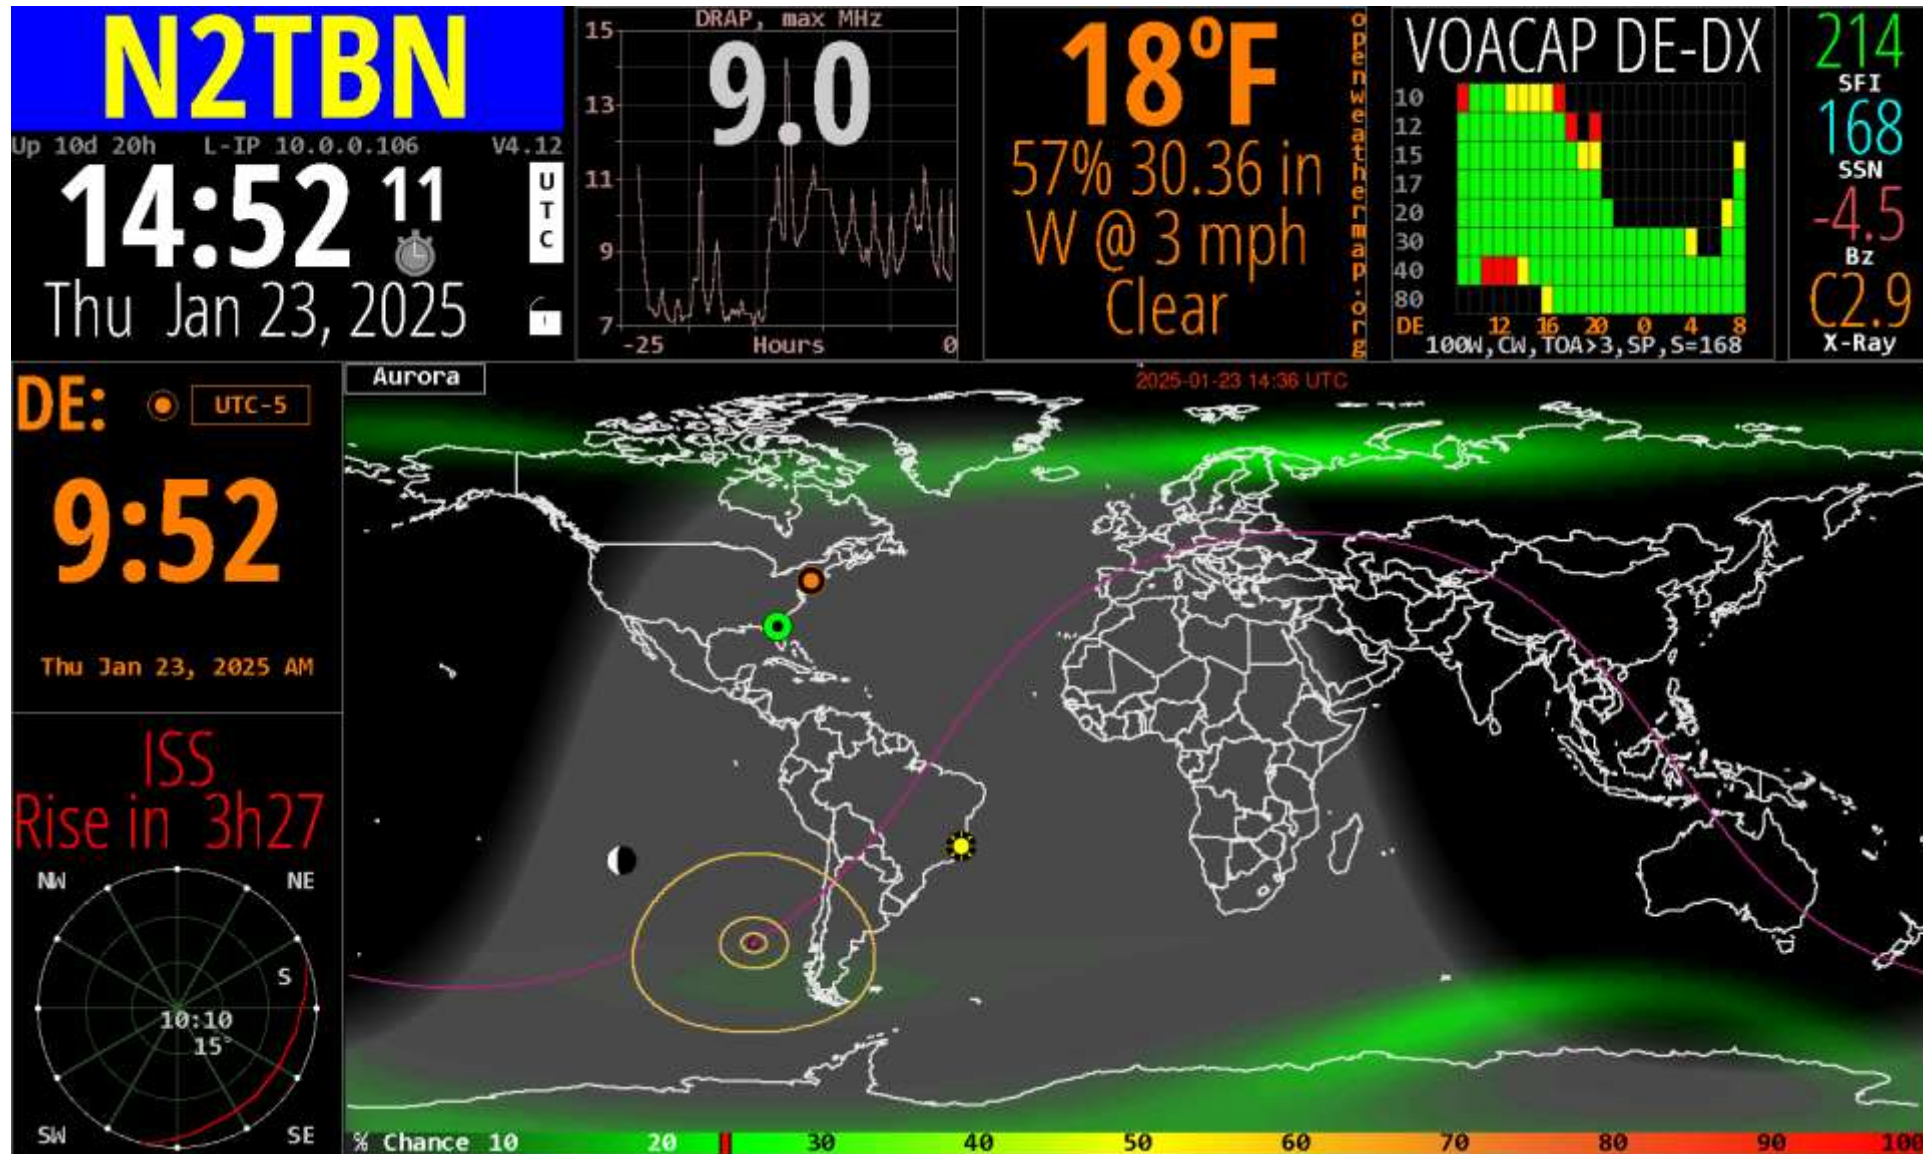 N2TBN
Up 10d 20h L-IP 10.0.0.106 V4.12
14:52 11
UTC
Thu Jan 23, 2025
DRAP, max MHz
9.0
15
13
11
9
7
-25 Hours 0
18ºF
57% 30.36 in
W @ 3 mph
Clear
openweathermap.org
VOACAP DE-DX
10
12
15
17
20
30
40
80
DE 12 16 20 0 4 8
100W,CW,TOA>3,SP,S=168
214
SFI
168
SSN
-4.5
Bz
C2.9
X-Ray
DE: UTC-5
9:52
Thu Jan 23, 2025 AM
ISS
Rise in 3h27
NW NE
S
10:10
15°
SW SE
Aurora
2025-01-23 14:36 UTC
% Chance 10 20 30 40 50 60 70 80 90 100